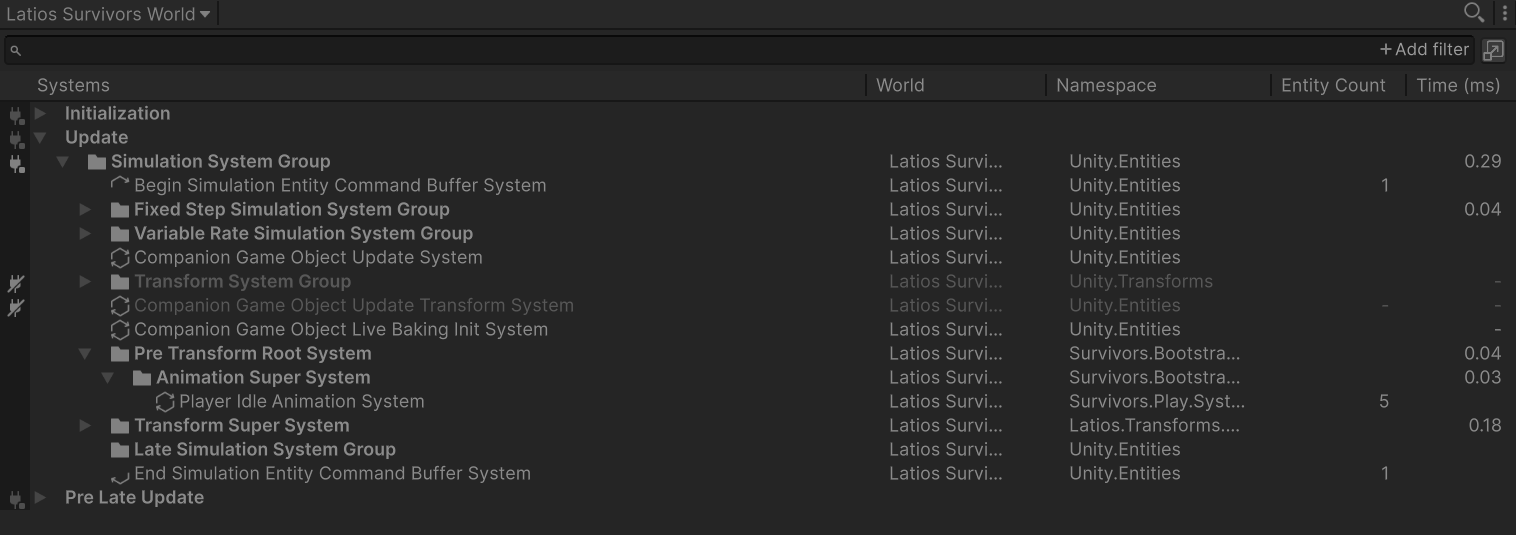 Latios Survivors World
+ Add filter
Systems World Namespace Entity Count Time (ms)
Initialization
Update
Simulation System Group Latios Survi... Unity.Entities 0.29
Begin Simulation Entity Command Buffer System Latios Survi... Unity.Entities 1
Fixed Step Simulation System Group Latios Survi... Unity.Entities 0.04
Variable Rate Simulation System Group Latios Survi... Unity.Entities
Companion Game Object Update System Latios Survi... Unity.Entities
Transform System Group Latios Survi... Unity.Transforms -
Companion Game Object Update Transform System Latios Survi... Unity.Entities - -
Companion Game Object Live Baking Init System Latios Survi... Unity.Entities -
Pre Transform Root System Latios Survi... Survivors.Bootstra... 0.04
Animation Super System Latios Survi... Survivors.Bootstra... 0.03
Player Idle Animation System Latios Survi... Survivors.Play.Syst... 5
Transform Super System Latios Survi... Latios.Transforms.... 0.18
Late Simulation System Group Latios Survi... Unity.Entities
End Simulation Entity Command Buffer System Latios Survi... Unity.Entities 1
Pre Late Update